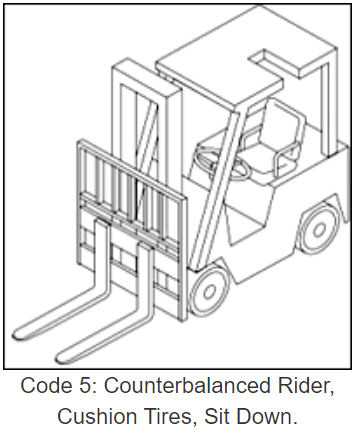 Code 5: Counterbalanced Rider,
Cushion Tires, Sit Down.